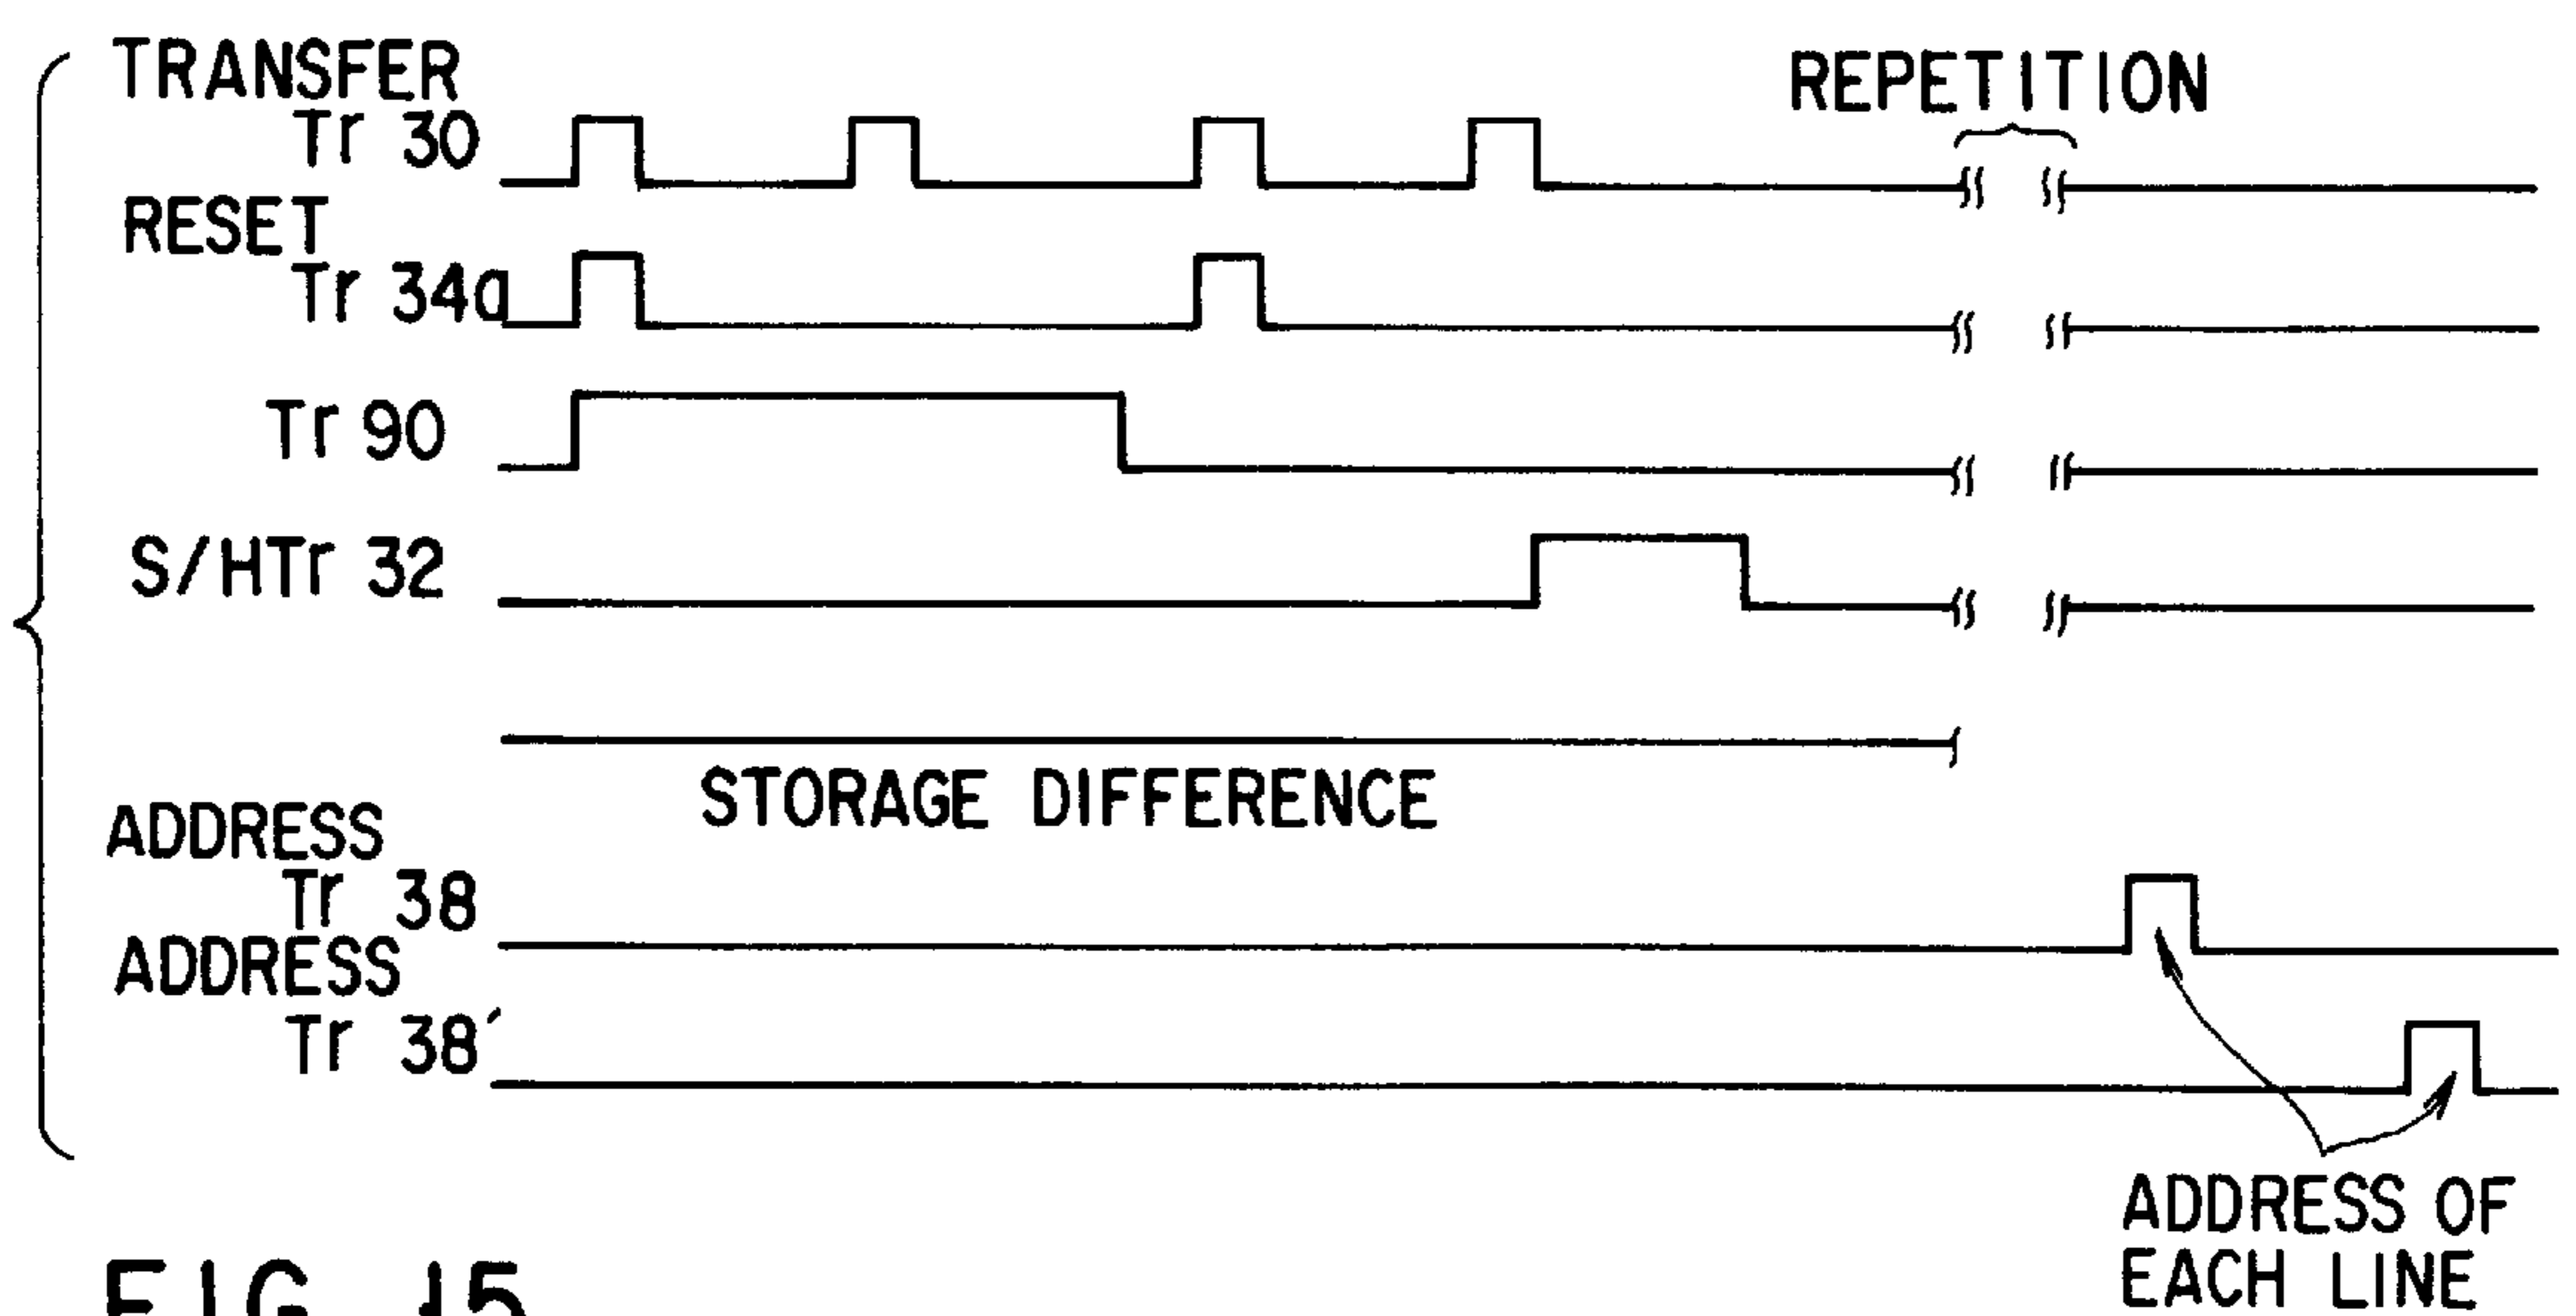 TRANSFER
Tr 30
REPETITION
RESET
Tr 34a
Tr 90
S/HTr 32
STORAGE DIFFERENCE
ADDRESS
Tr 38
ADDRESS
Tr 38'
ADDRESS OF
EACH LINE
FIG. 15